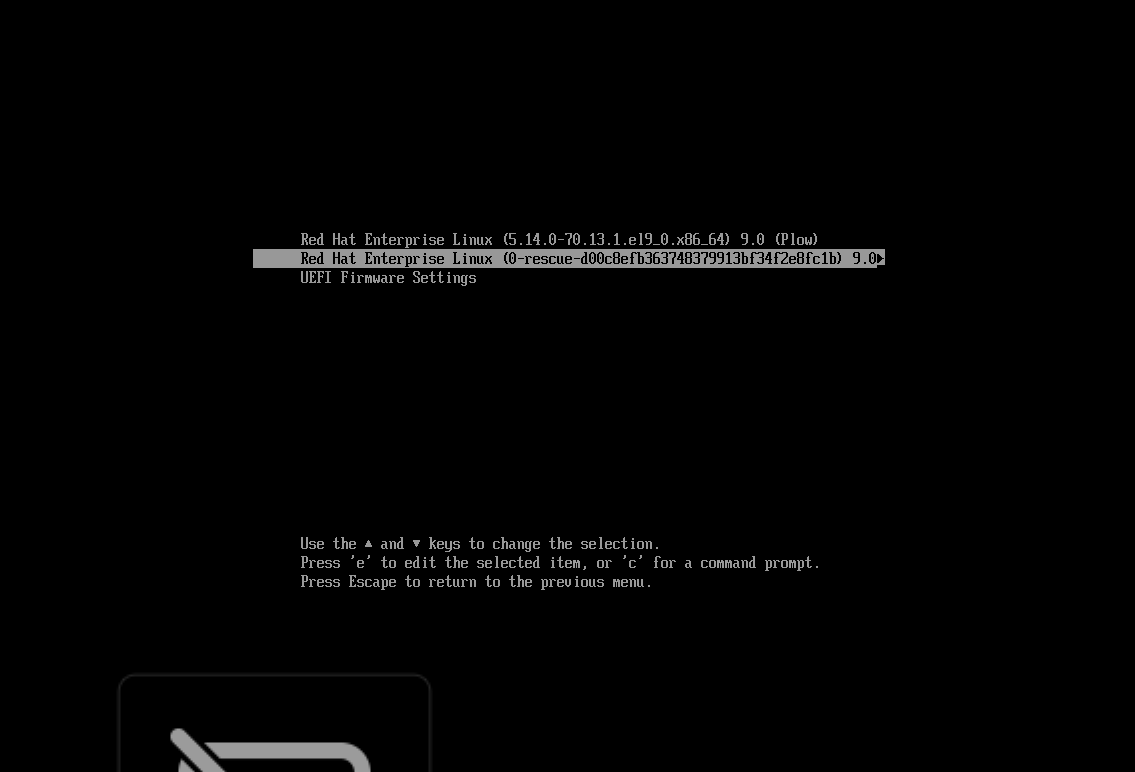 Red Hat Enterprise Linux (5.14.0-70.13.1.el9_0.x86_64) 9.0 (Plow)
Red Hat Enterprise Linux (0-rescue-d00c8efb363748379913bf34f2e8fc1b) 9.0▶
UEFI Firmware Settings
Use the ▲ and ▼ keys to change the selection.
Press 'e' to edit the selected item, or 'c' for a command prompt.
Press Escape to return to the previous menu.